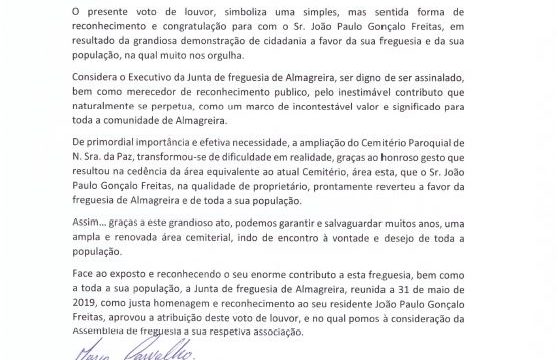 O presente voto de louvor, simboliza uma simples, mas sentida forma de
reconhecimento e congratulação para com o Sr. João Paulo Gonçalo Freitas, em
resultado da grandiosa demonstração de cidadania a favor da sua freguesia e da sua
população, na qual muito nos orgulha.
Considera o Executivo da Junta de freguesia de Almagreira, ser digno de ser assinalado,
bem como merecedor de reconhecimento publico, pelo inestimável contributo que
naturalmente se perpetua, como um marco de incontestável valor e significado para
toda a comunidade de Almagreira.
De primordial importância e efetiva necessidade, a ampliação do Cemitério Paroquial de
N. Sra. da Paz, transformou-se de dificuldade em realidade, graças ao honroso gesto que
resultou na cedência da área equivalente ao atual Cemitério, área esta, que o Sr. João
Paulo Gonçalo Freitas, na qualidade de proprietário, prontamente reverteu a favor da
freguesia de Almagreira e de toda a sua população.
Assim... graças a este grandioso ato, podemos garantir e salvaguardar muitos anos, uma
ampla e renovada área cemiterial, indo de encontro à vontade e desejo de toda a
população.
Face ao exposto e reconhecendo o seu enorme contributo a esta freguesia, bem como
a toda a sua população, a Junta de freguesia de Almagreira, reunida a 31 de maio de
2019, como justa homenagem e reconhecimento ao seu residente João Paulo Gonçalo
Freitas, aprovou a atribuição deste voto de louvor, e no qual pomos à consideração da
Assembleia de freguesia a sua respetiva associação.
Carvalho